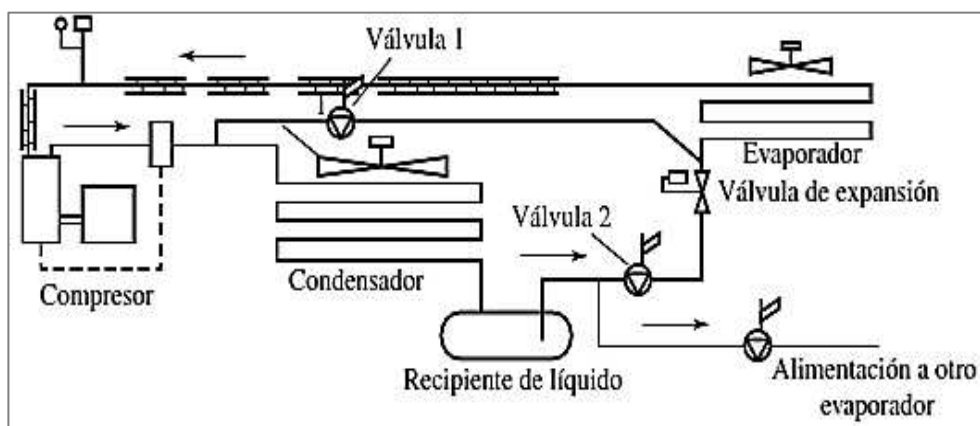 Válvula 1
Evaporador
Válvula de expansión
Válvula 2
Compresor
Condensador
Recipiente de líquido
Alimentación a otro
evaporador